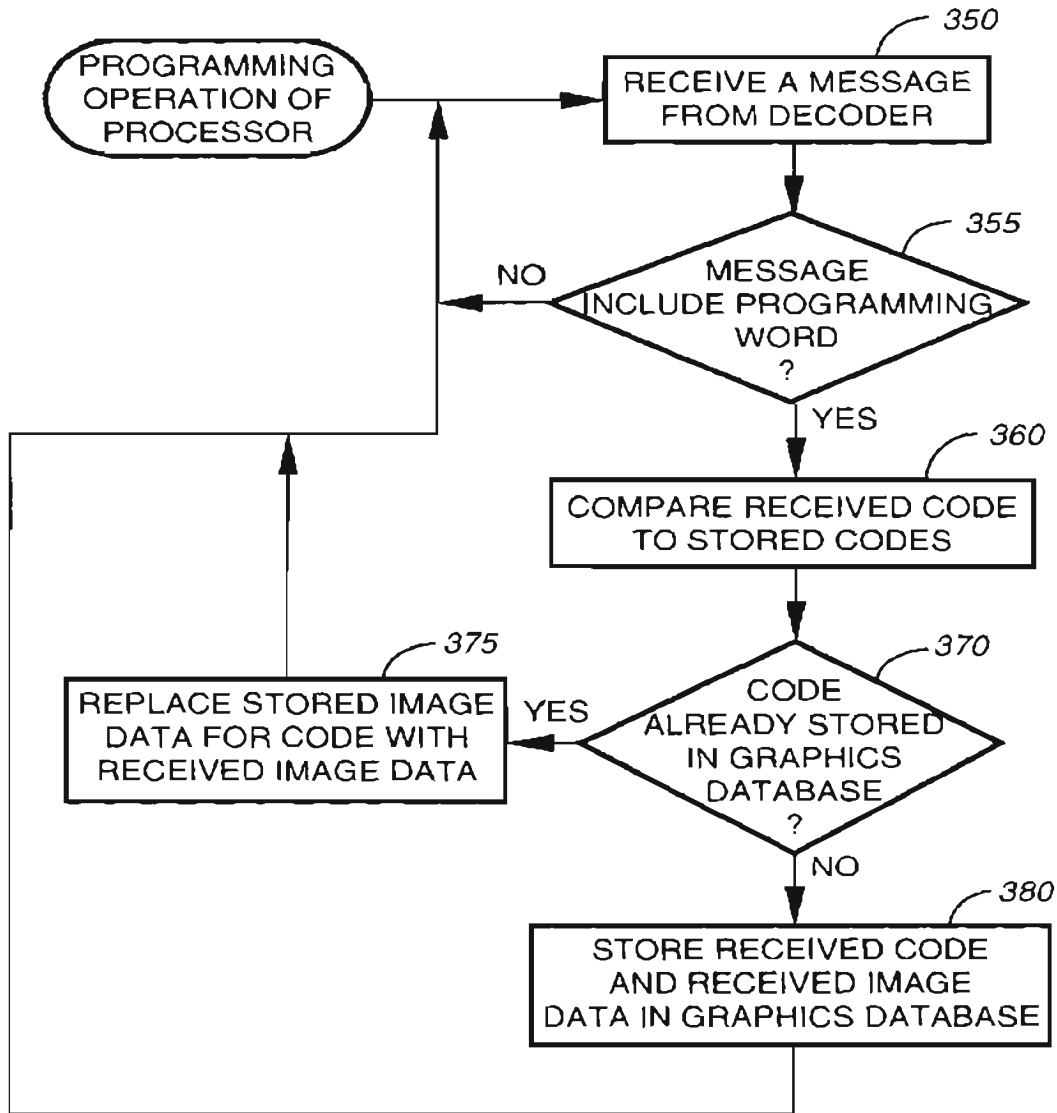 350
PROGRAMMING
OPERATION OF
PROCESSOR
RECEIVE A MESSAGE
FROM DECODER
355
NO
MESSAGE
INCLUDE PROGRAMMING
WORD
?
YES
360
COMPARE RECEIVED CODE
TO STORED CODES
375
370
REPLACE STORED IMAGE
DATA FOR CODE WITH
RECEIVED IMAGE DATA
YES
CODE
ALREADY STORED
IN GRAPHICS
DATABASE
?
NO
380
STORE RECEIVED CODE
AND RECEIVED IMAGE
DATA IN GRAPHICS DATABASE